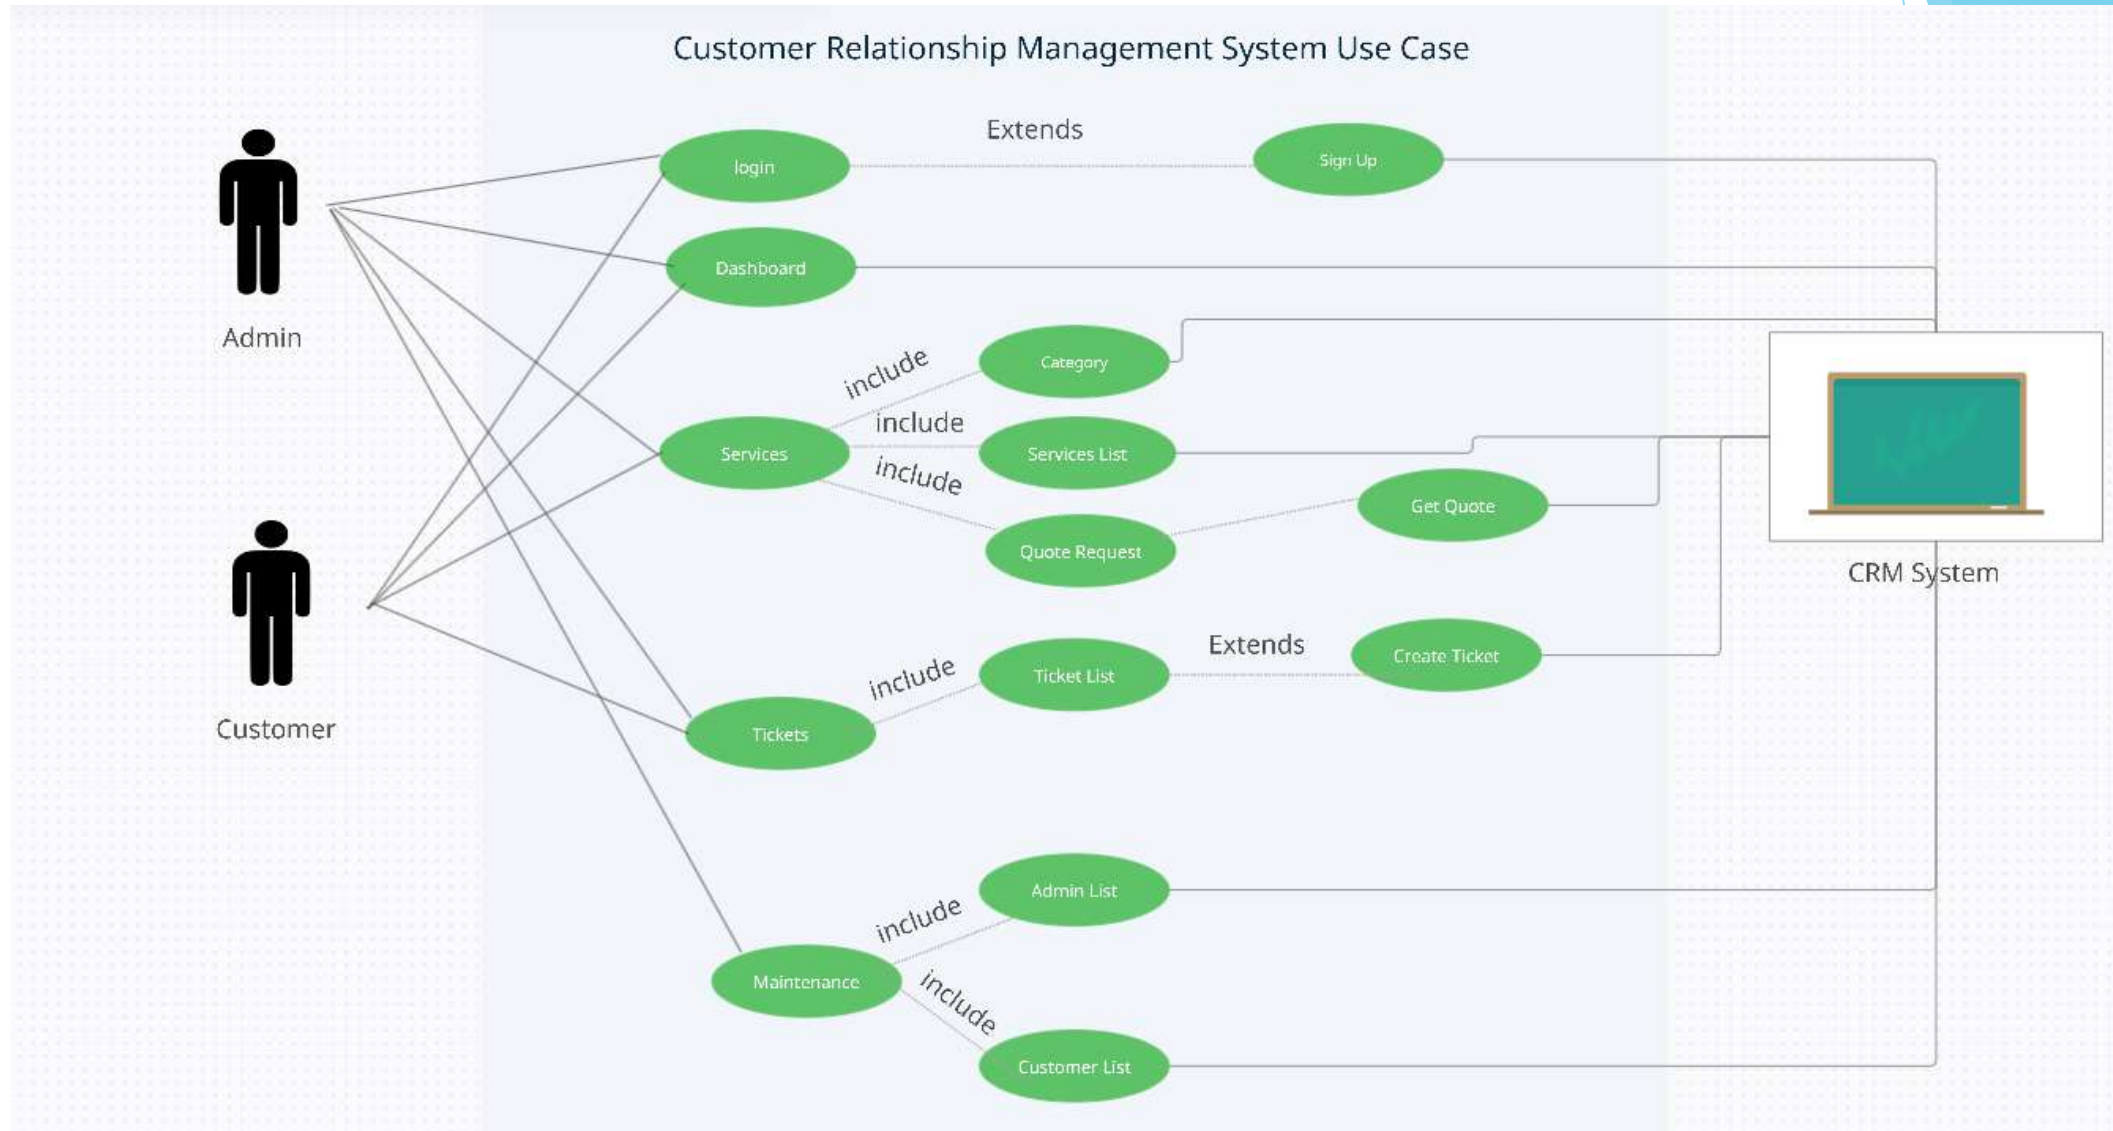 Customer Relationship Management System Use Case
Extends
login
Sign Up
Dashboard
Admin
include
Category
include
Services
Services List
include
Get Quote
Quote Request
CRM System
Customer
include
Ticket List
Extends
Create Ticket
Tickets
include
Admin List
Maintenance
include
Customer List